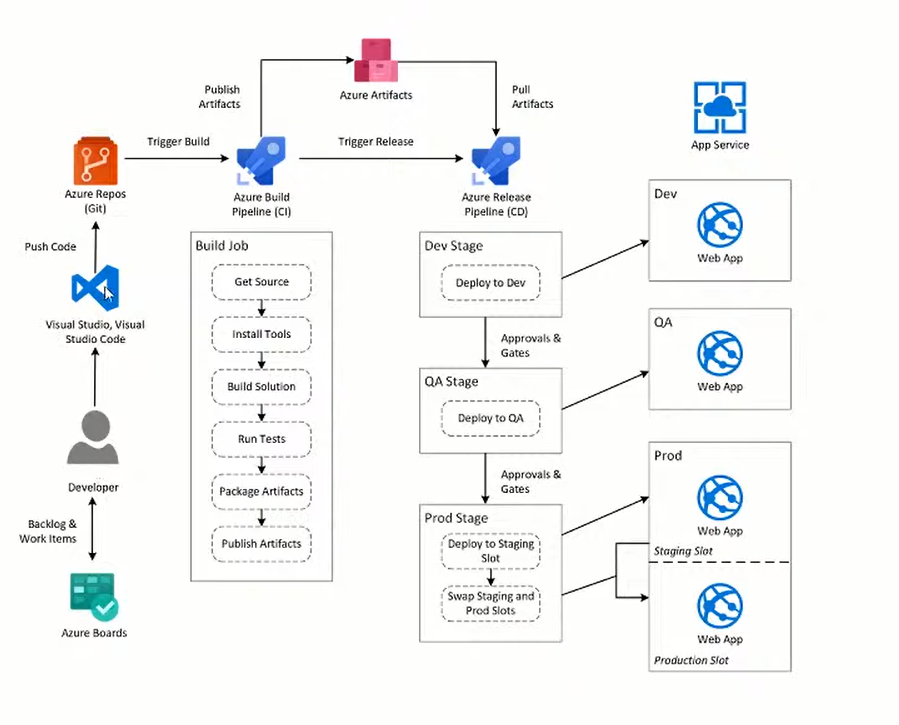 Azure Artifacts
Publish
Artifacts
Pull
Artifacts
App Service
Trigger Build
Trigger Release
Azure Repos
(Git)
Azure Build
Pipeline (CI)
Azure Release
Pipeline (CD)
Push Code
Visual Studio, Visual
Studio Code
Developer
Backlog &
Work Items
Azure Boards
Build Job
Get Source
Install Tools
Build Solution
Run Tests
Package Artifacts
Publish Artifacts
Dev Stage
Deploy to Dev
Approvals &
Gates
QA Stage
Deploy to QA
Approvals &
Gates
Prod Stage
Deploy to Staging
Slot
Swap Staging and
Prod Slots
Dev
Web App
QA
Web App
Prod
Web App
Staging Slot
Web App
Production Slot